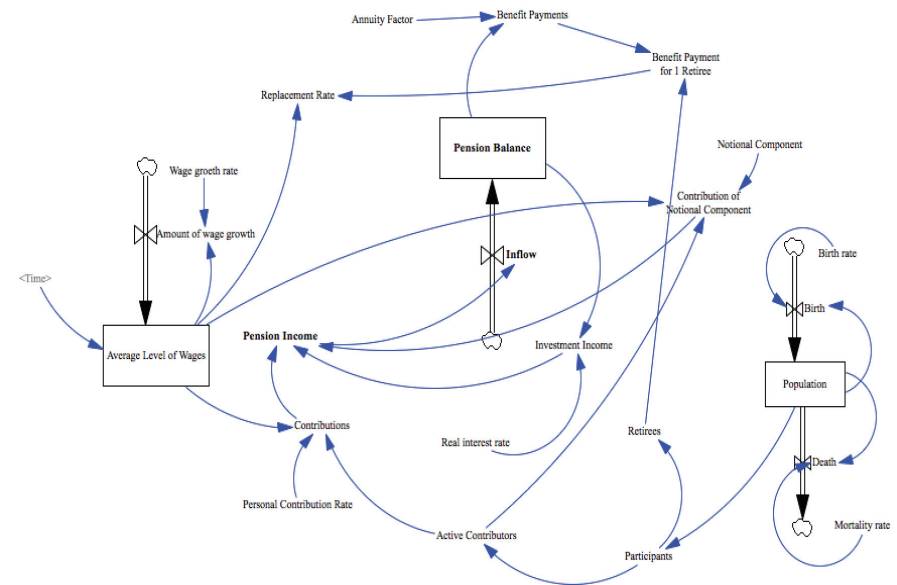 Annuity Factor
Benefit Payments
Benefit Payment
for 1 Retiree
Replacement Rate
Pension Balance
Notional Component
Wage groeth rate
Contribution of
Notional Component
Amount of wage growth
Inflow
Birth rate
<Time>
Birth
Pension Income
Investment Income
Average Level of Wages
Population
Contributions
Retirees
Real interest rate
Death
Personal Contribution Rate
Mortality rate
Active Contributors
Participants